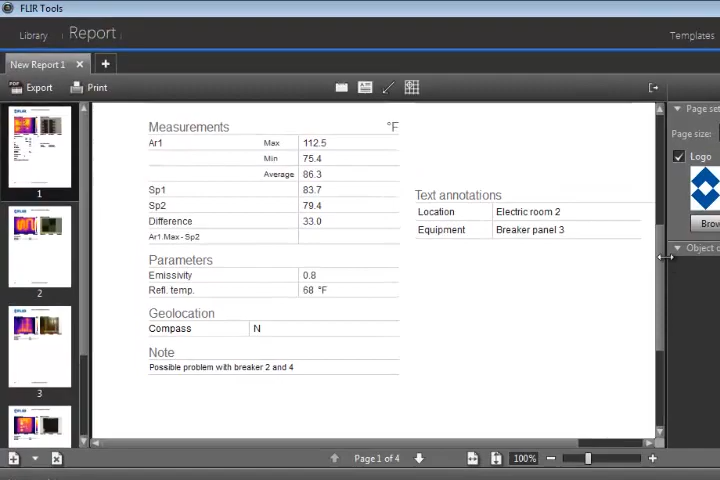 FLIR Tools
Library Report Templates
New Report 1
Export Print
Measurements °F
Ar1 Max 112.5
Min 75.4
Average 86.3
Sp1 83.7
Sp2 79.4
Difference 33.0
Ar1.Max - Sp2
Parameters
Emissivity 0.8
Refl. temp. 68 °F
Geolocation
Compass N
Note
Possible problem with breaker 2 and 4
Text annotations
Location Electric room 2
Equipment Breaker panel 3
Page set
Page size:
Logo
Brow
Object o
1
2
3
Page 1 of 4
100%